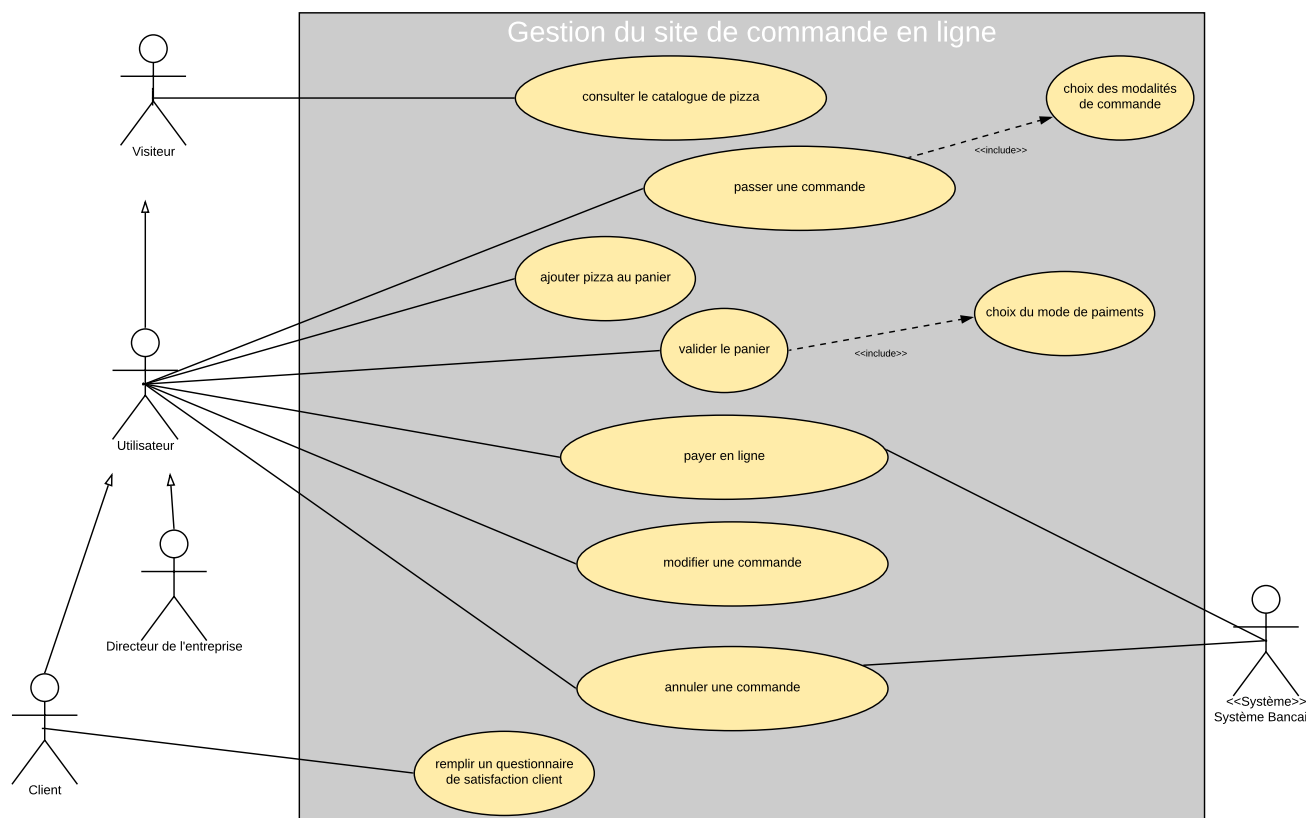 Gestion du site de commande en ligne
consulter le catalogue de pizza
choix des modalités
de commande
Visiteur
<<include>>
passer une commande
ajouter pizza au panier
choix du mode de paiments
valider le panier
<<include>>
Utilisateur
payer en ligne
modifier une commande
Directeur de l'entreprise
annuler une commande
<<Système>>
Système Bancai
remplir un questionnaire
de satisfaction client
Client